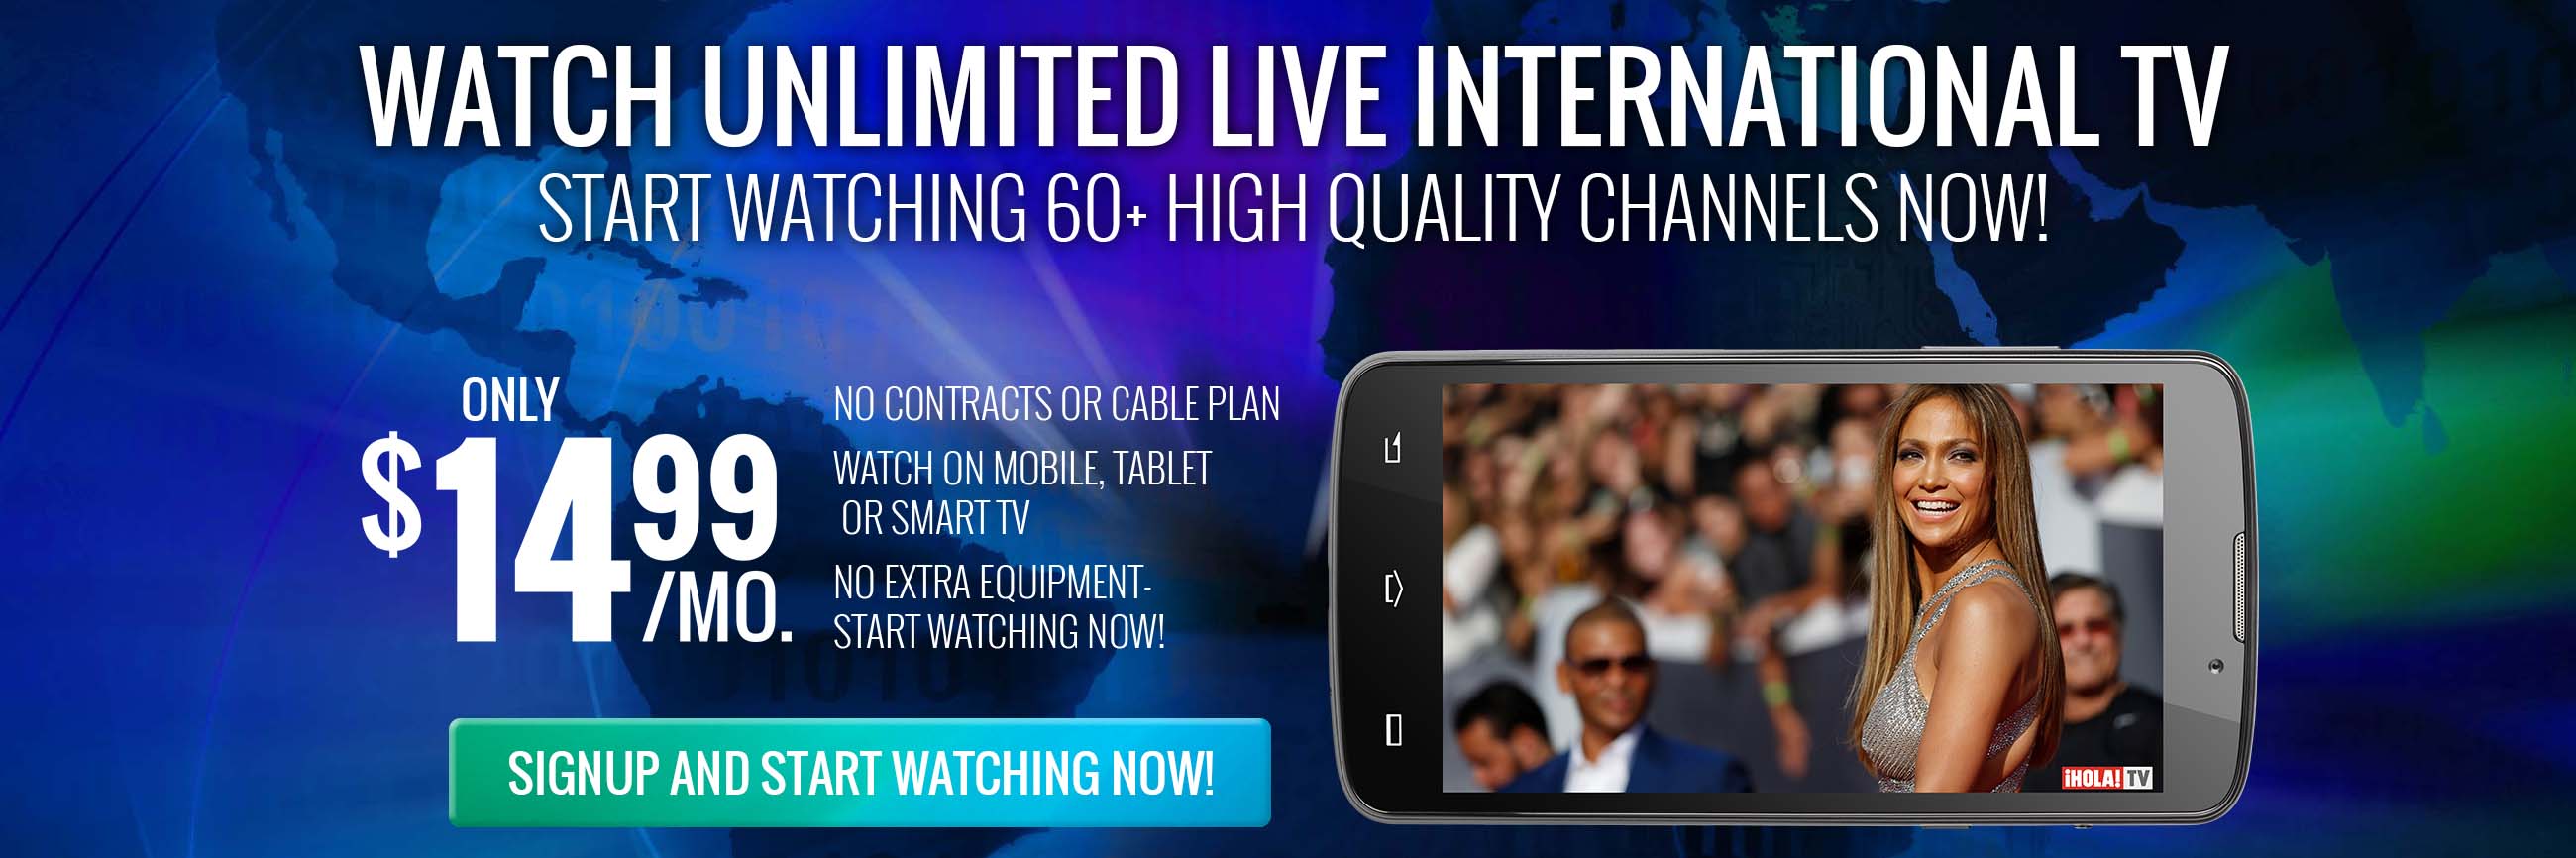 WATCH UNLIMITED LIVE INTERNATIONAL TV
START WATCHING 60+ HIGH QUALITY CHANNELS NOW!
ONLY
$1499/MO.
NO CONTRACTS OR CABLE PLAN
WATCH ON MOBILE, TABLET
OR SMART TV
NO EXTRA EQUIPMENT-
START WATCHING NOW!
SIGNUP AND START WATCHING NOW!
¡HOLA! TV